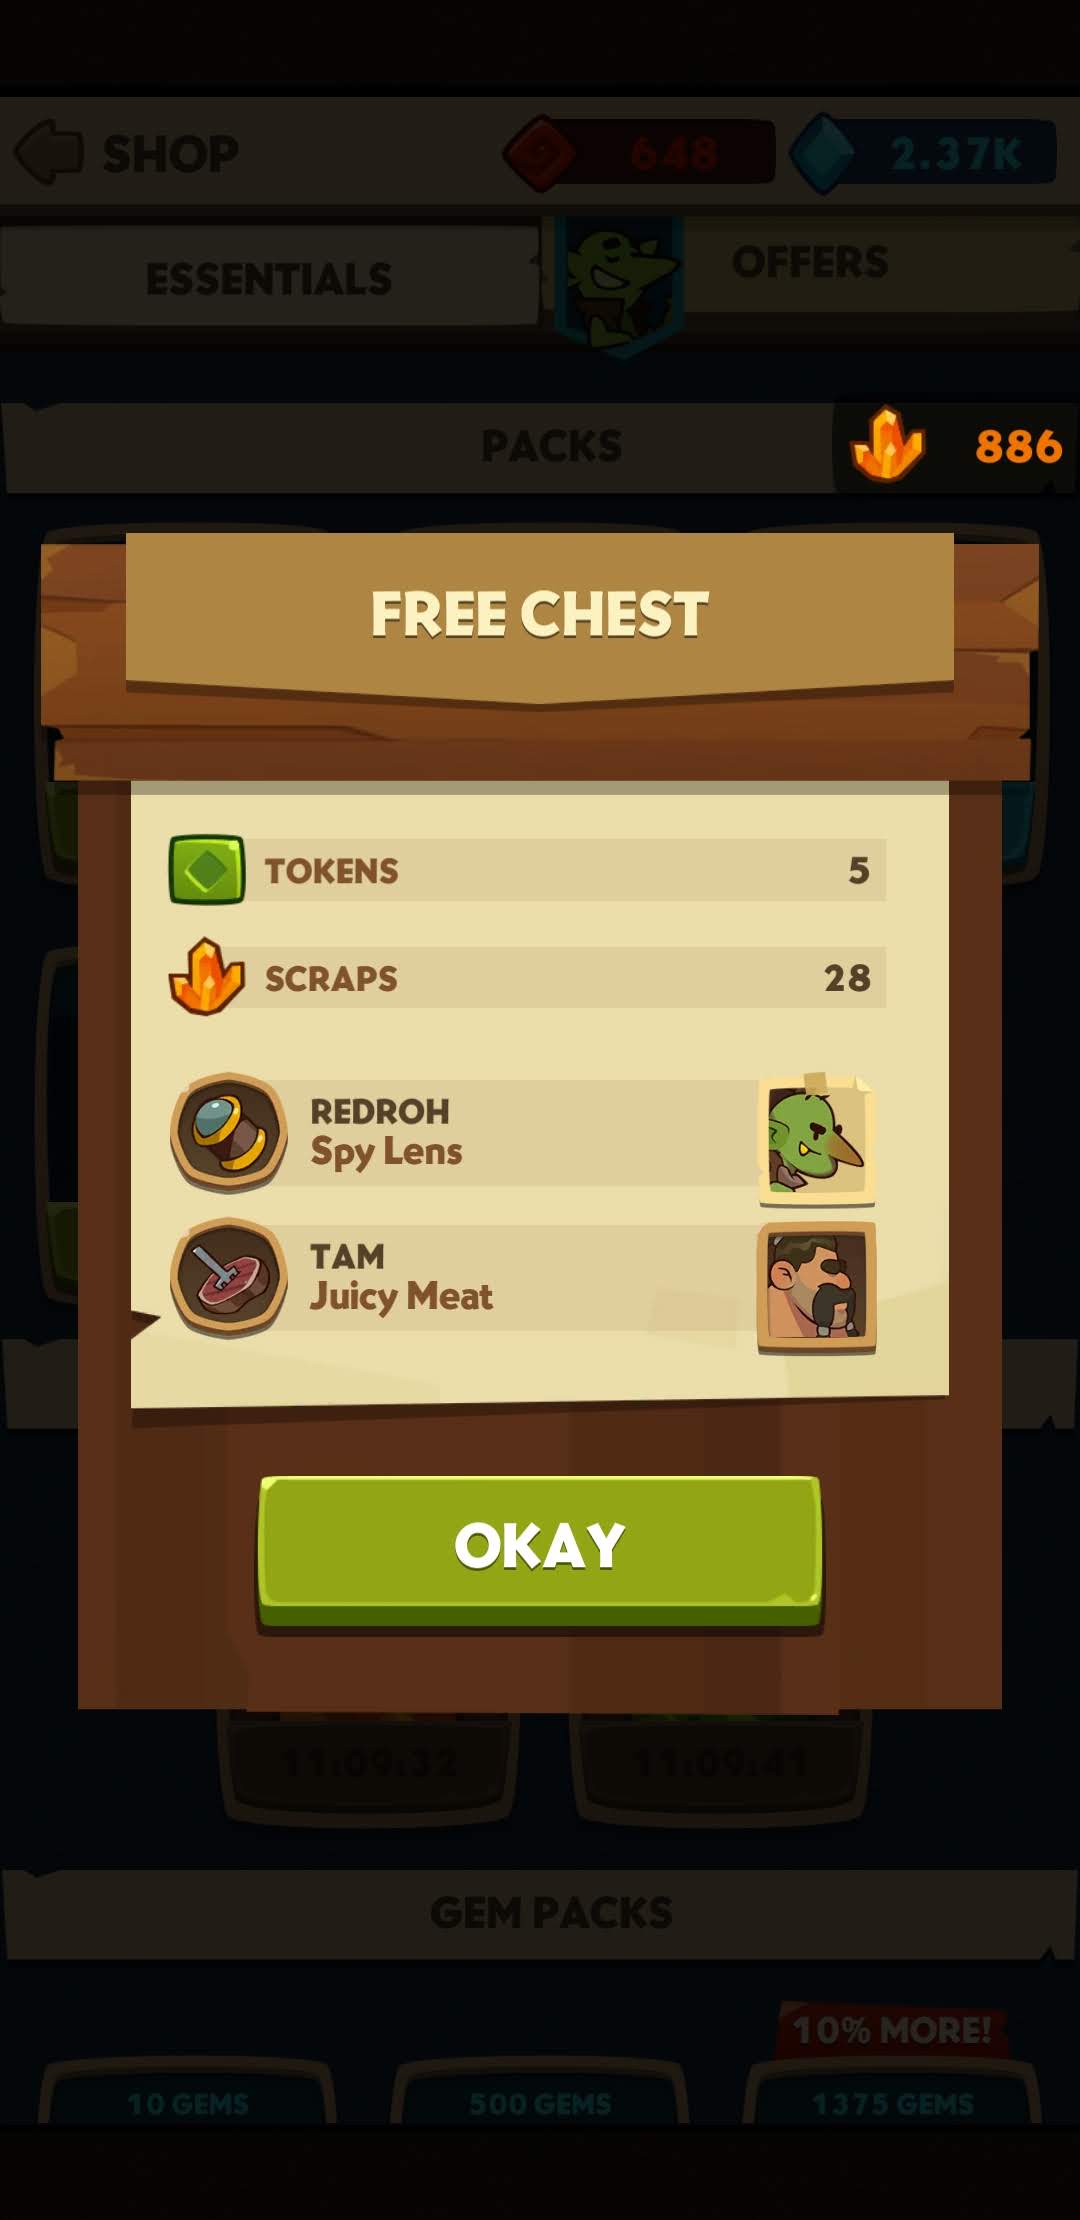 SHOP
648
2.37K
ESSENTIALS
OFFERS
PACKS
886
FREE CHEST
TOKENS
5
SCRAPS
28
REDROH
Spy Lens
TAM
Juicy Meat
OKAY
11:09:32
11:09:41
GEM PACKS
10% MORE!
10 GEMS
500 GEMS
1375 GEMS